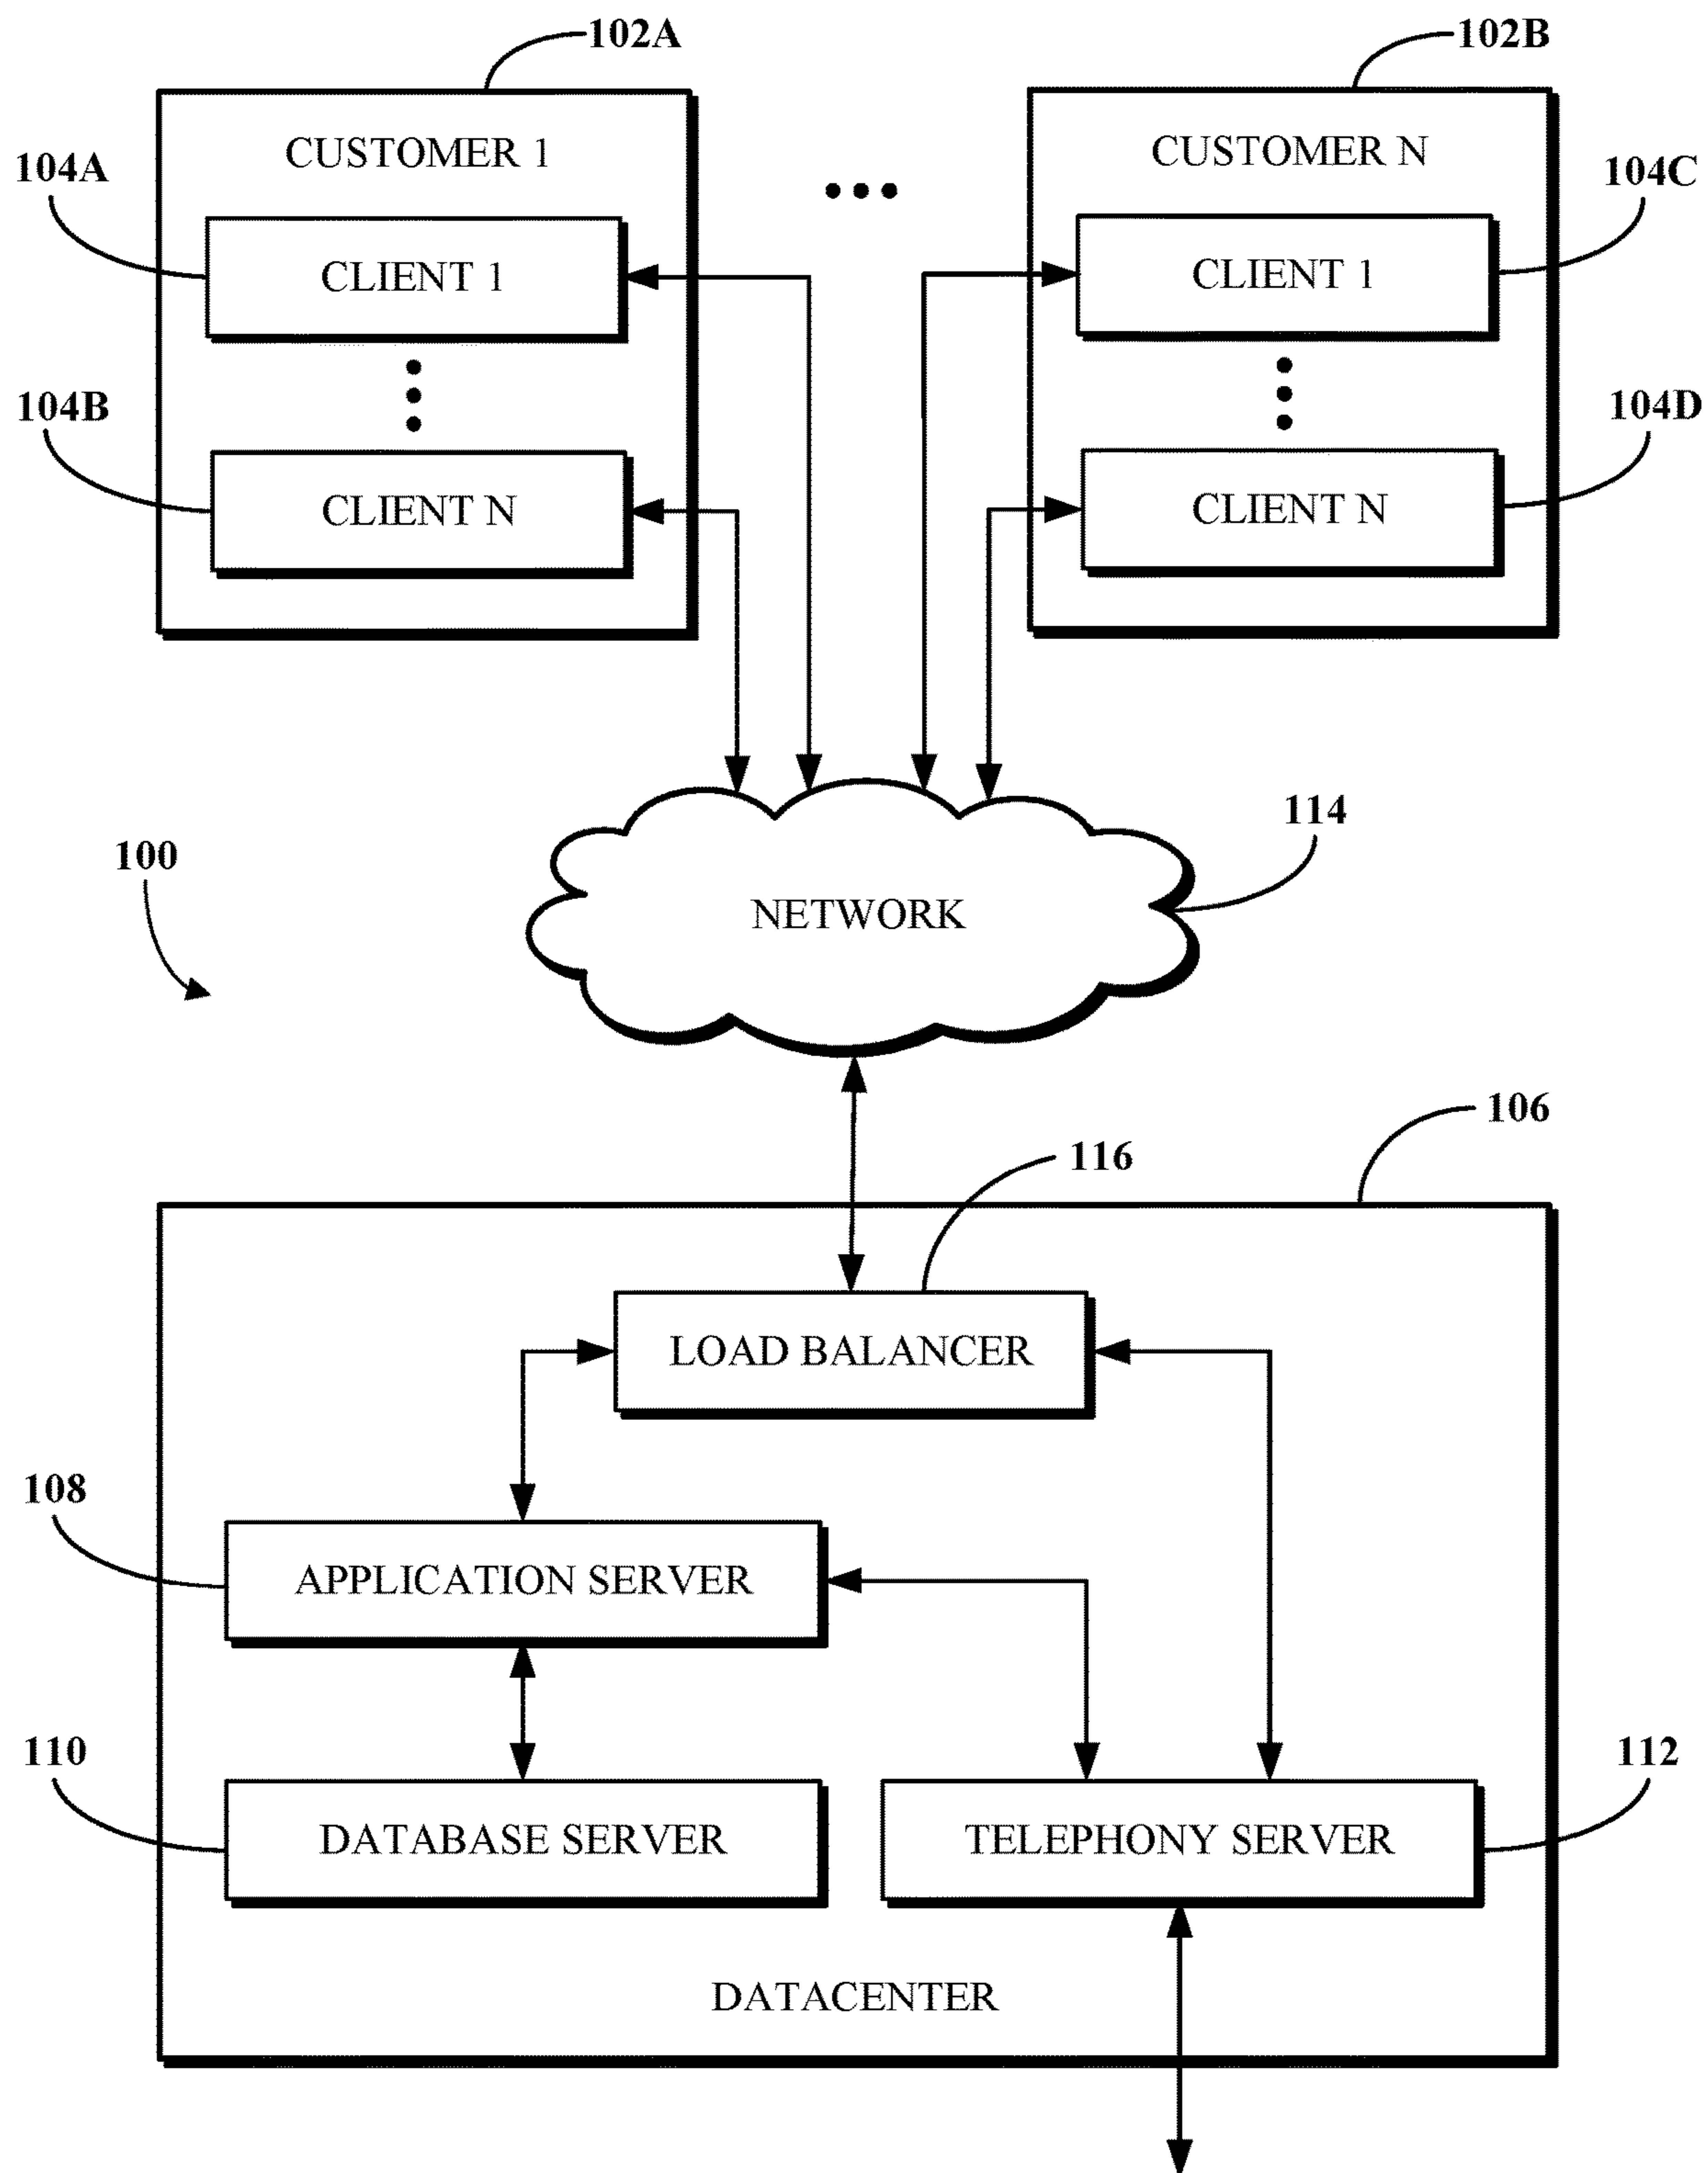 102A
102B
CUSTOMER 1
CUSTOMER N
104A
104C
CLIENT 1
CLIENT 1
104B
104D
CLIENT N
CLIENT N
114
100
NETWORK
106
116
LOAD BALANCER
108
APPLICATION SERVER
110
112
DATABASE SERVER
TELEPHONY SERVER
DATACENTER